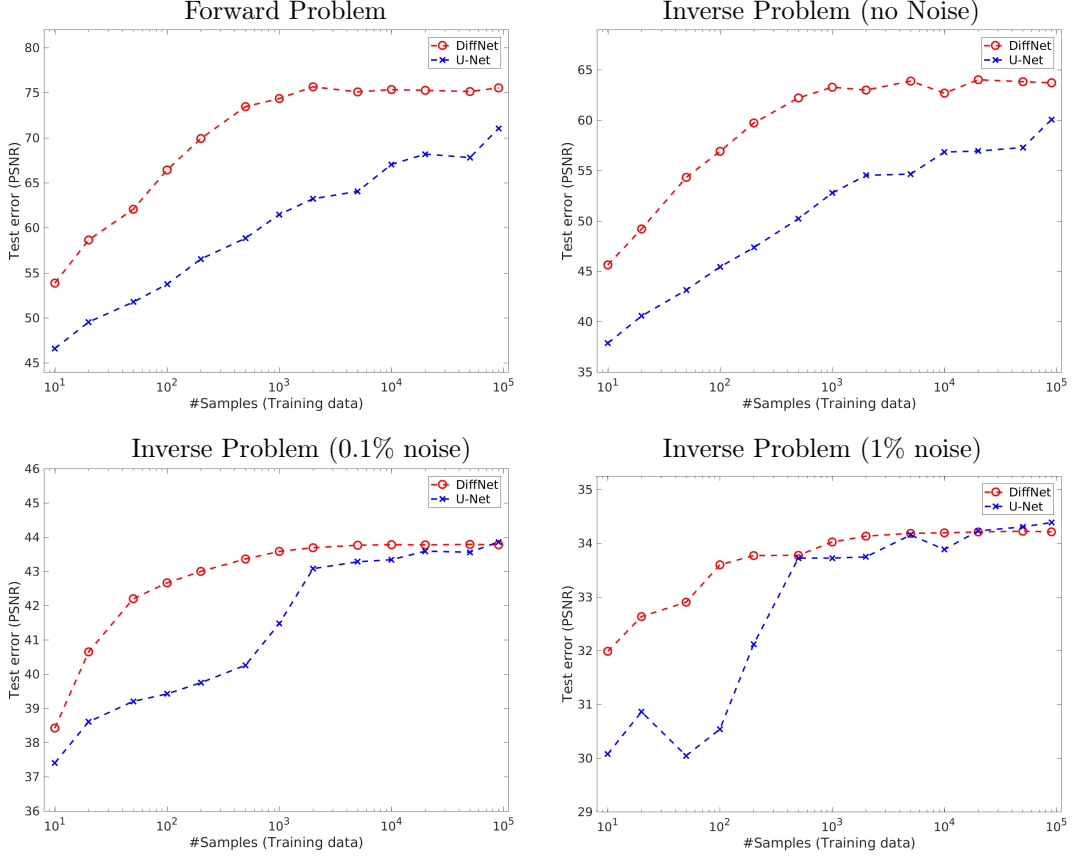 Forward Problem
80
75
70
65
60
55
50
45
Test error (PSNR)
DiffNet
U-Net
10^1
10^2
10^3
10^4
10^5
#Samples (Training data)
Inverse Problem (no Noise)
65
60
55
50
45
40
35
Test error (PSNR)
DiffNet
U-Net
10^1
10^2
10^3
10^4
10^5
#Samples (Training data)
Inverse Problem (0.1% noise)
46
45
44
43
42
41
40
39
38
37
36
Test error (PSNR)
DiffNet
U-Net
10^1
10^2
10^3
10^4
10^5
#Samples (Training data)
Inverse Problem (1% noise)
35
34
33
32
31
30
29
Test error (PSNR)
DiffNet
U-Net
10^1
10^2
10^3
10^4
10^5
#Samples (Training data)